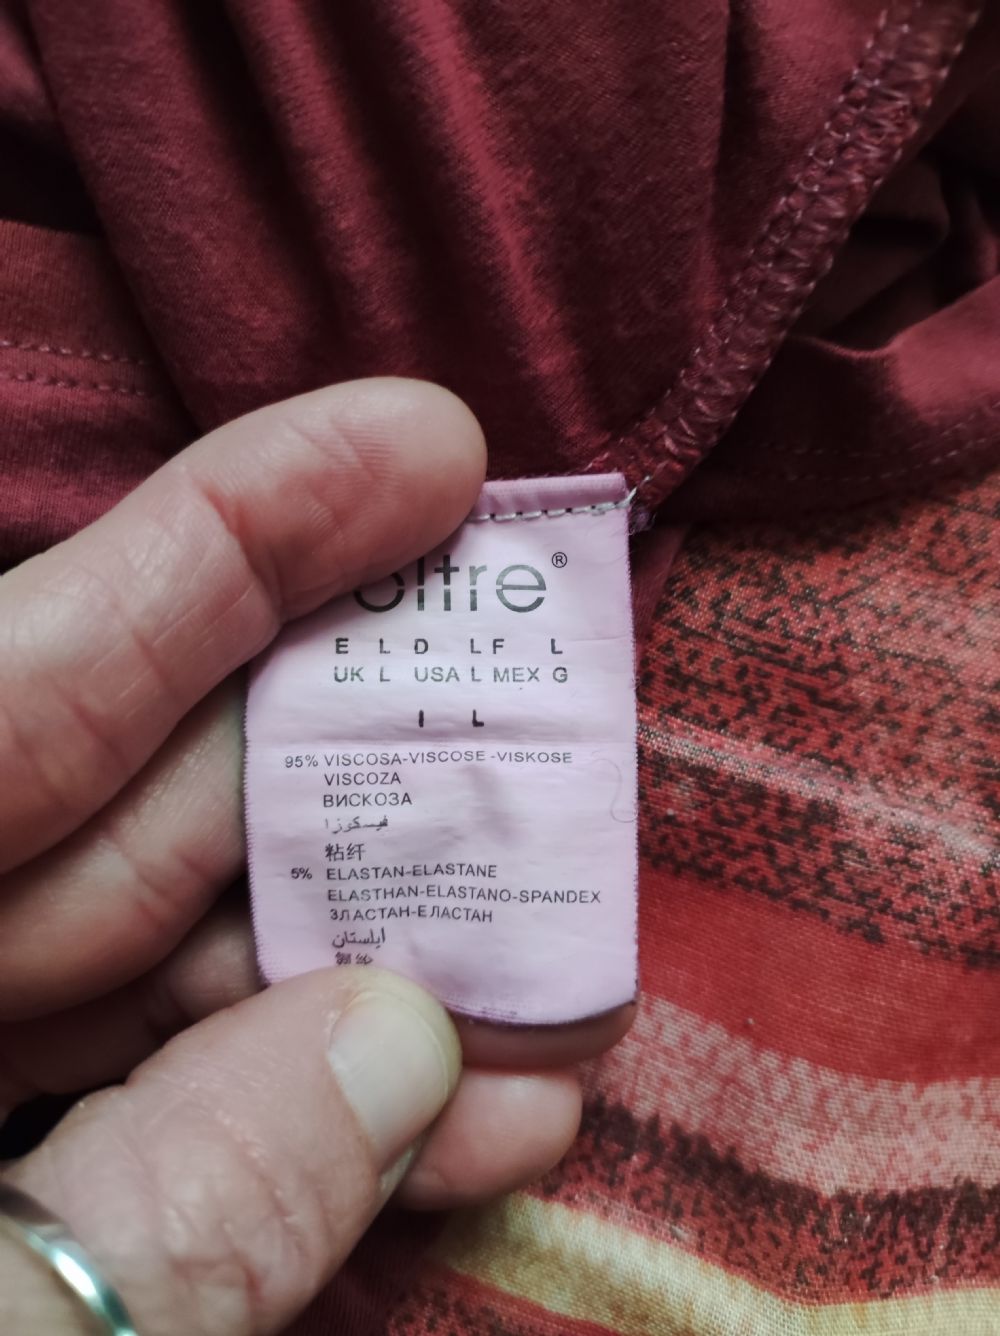 oltre®
E L D L F L
UK L USA L MEX G
I L
95% VISCOSA-VISCOSE-VISKOSE
VISCOZA
ВИСКОЗА
فيسكوزا
粘纤
5% ELASTAN-ELASTANE
ELASTHAN-ELASTANO-SPANDEX
ЗЛАСТАН-ЕЛАСТАН
ايلستان